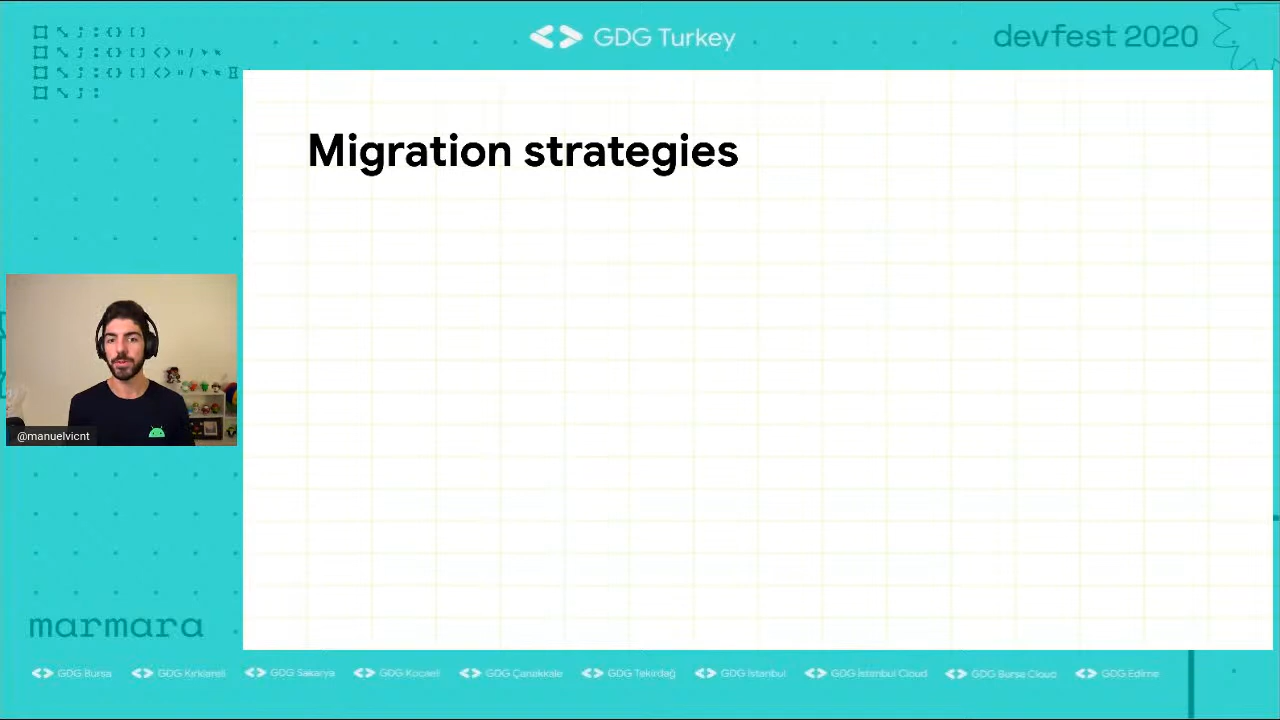 GDG Turkey
devfest 2020
Migration strategies
@manuelvicnt
marmara
GDG Bursa
GDG Kırklareli
GDG Sakarya
GDG Kocaeli
GDG Çanakkale
GDG Tekirdağ
GDG İstanbul
GDG İstanbul Cloud
GDG Bursa Cloud
GDG Edirne